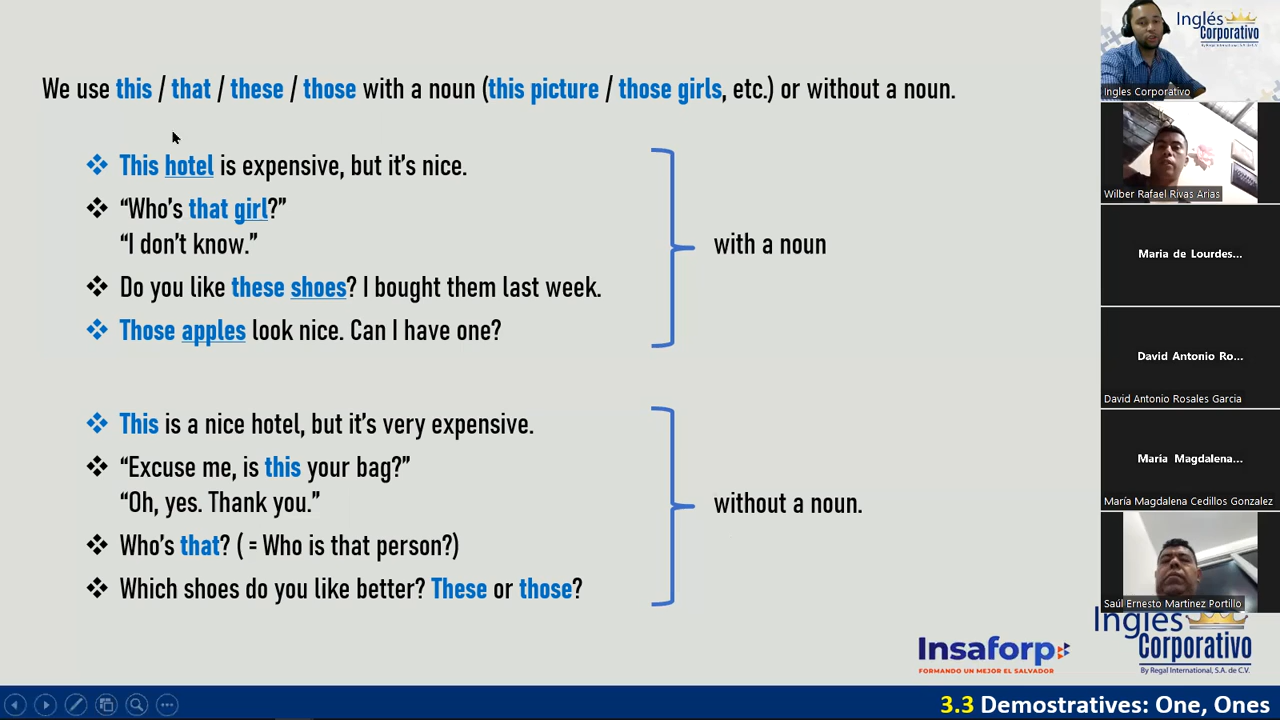 We use this / that / these / those with a noun (this picture / those girls, etc.) or without a noun.
This hotel is expensive, but it's nice.
“Who's that girl?”
“I don't know.”
Do you like these shoes? I bought them last week.
Those apples look nice. Can I have one?
with a noun
This is a nice hotel, but it's very expensive.
“Excuse me, is this your bag?”
“Oh, yes. Thank you.”
Who's that? ( = Who is that person?)
Which shoes do you like better? These or those?
without a noun.
Insaforp
FORMANDO UN MEJOR EL SALVADOR
Inglés
Corporativo
By Regal International, S.A. de C.V.
3.3 Demostratives: One, Ones
Inglés
Corporativo
By Regal International, S.A. de C.V.
Ingles Corporativo
Wilber Rafael Rivas Arias
Maria de Lourdes...
David Antonio Ro...
David Antonio Rosales Garcia
Maria Magdalena...
María Magdalena Cedillos Gonzalez
Saúl Ernesto Martinez Portillo